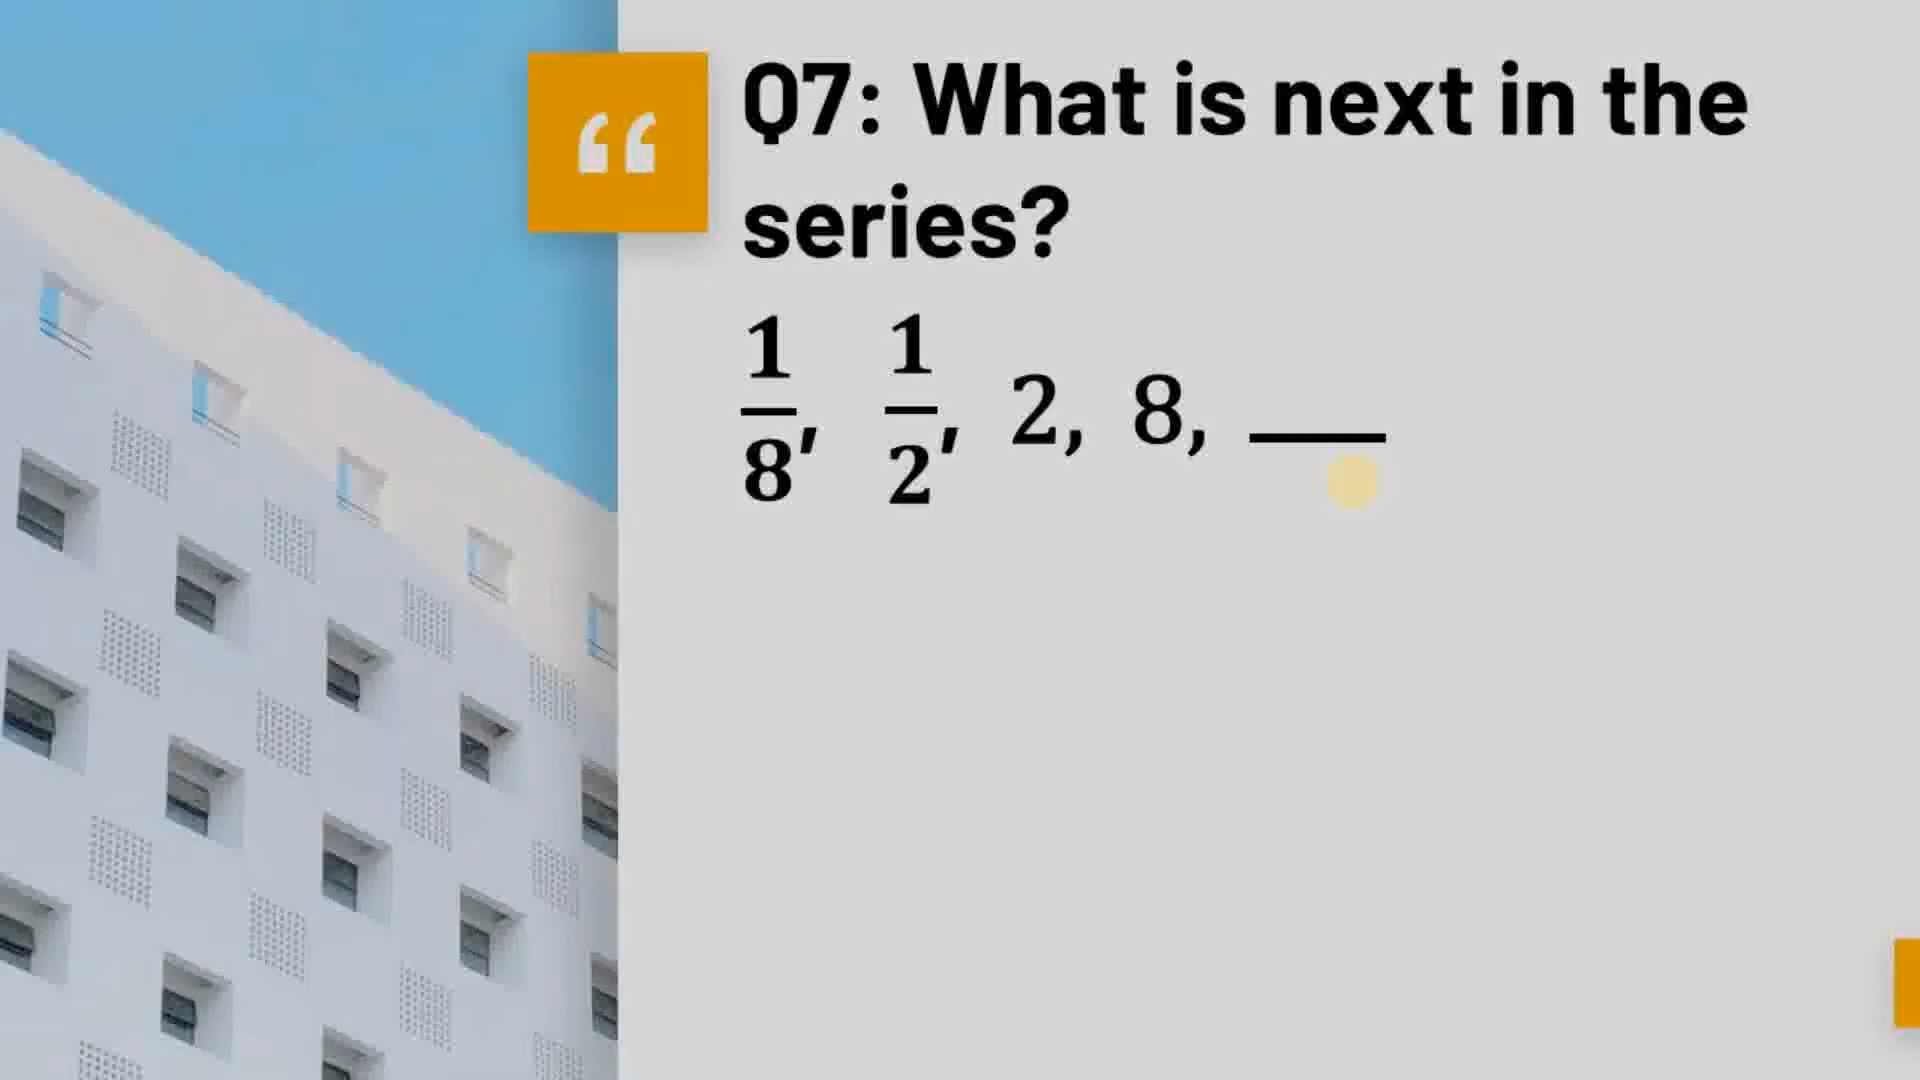 “
Q7: What is next in the
series?
1/8, 1/2, 2, 8, ___